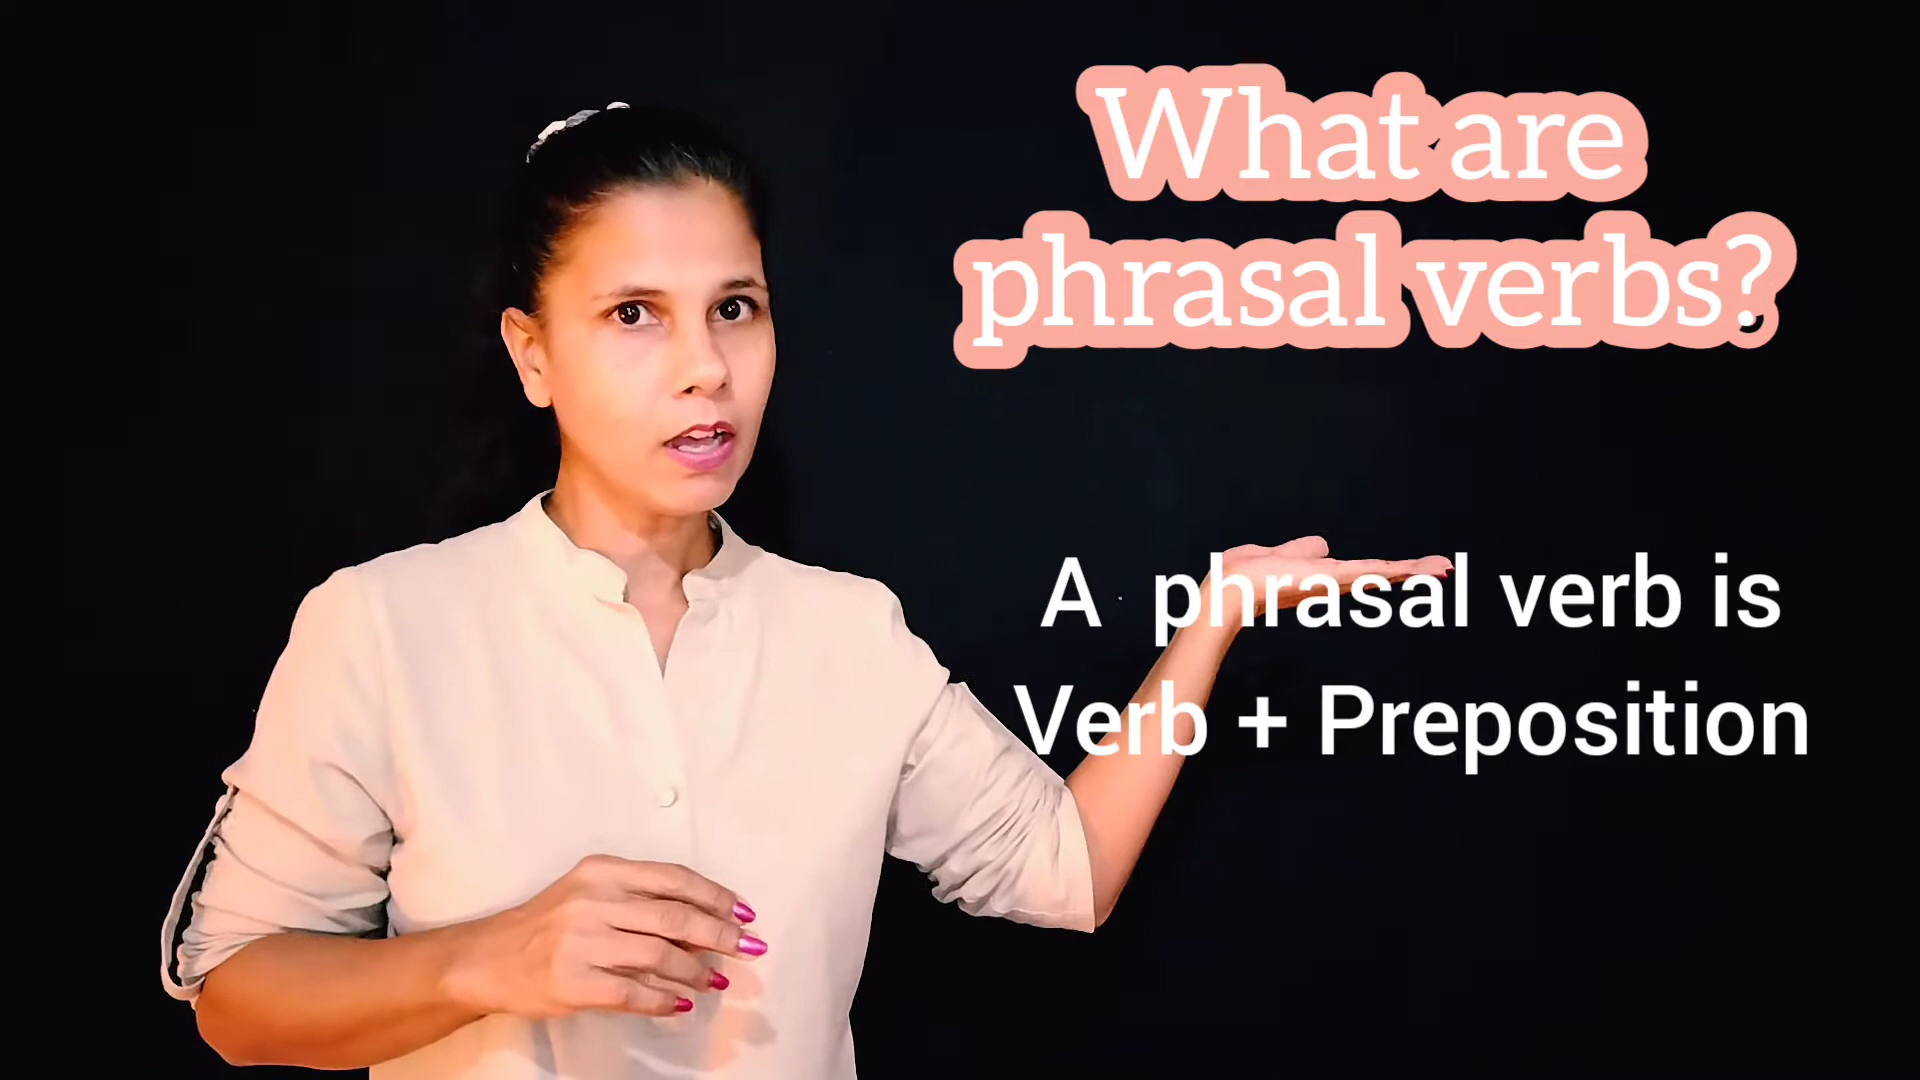 What are
phrasal verbs?
A phrasal verb is
Verb + Preposition